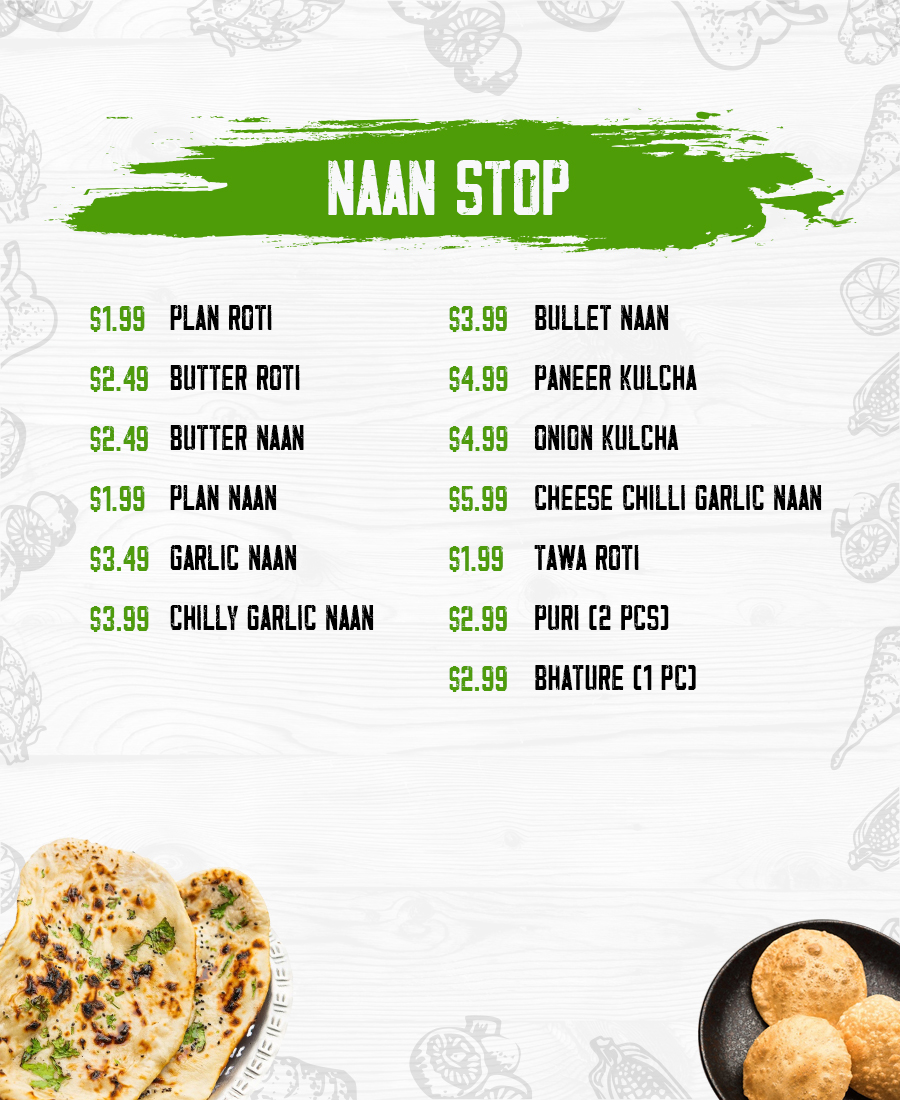 NAAN STOP
$1.99 PLAN ROTI
$2.49 BUTTER ROTI
$2.49 BUTTER NAAN
$1.99 PLAN NAAN
$3.49 GARLIC NAAN
$3.99 CHILLY GARLIC NAAN
$3.99 BULLET NAAN
$4.99 PANEER KULCHA
$4.99 ONION KULCHA
$5.99 CHEESE CHILLI GARLIC NAAN
$1.99 TAWA ROTI
$2.99 PURI (2 PCS)
$2.99 BHATURE (1 PC)